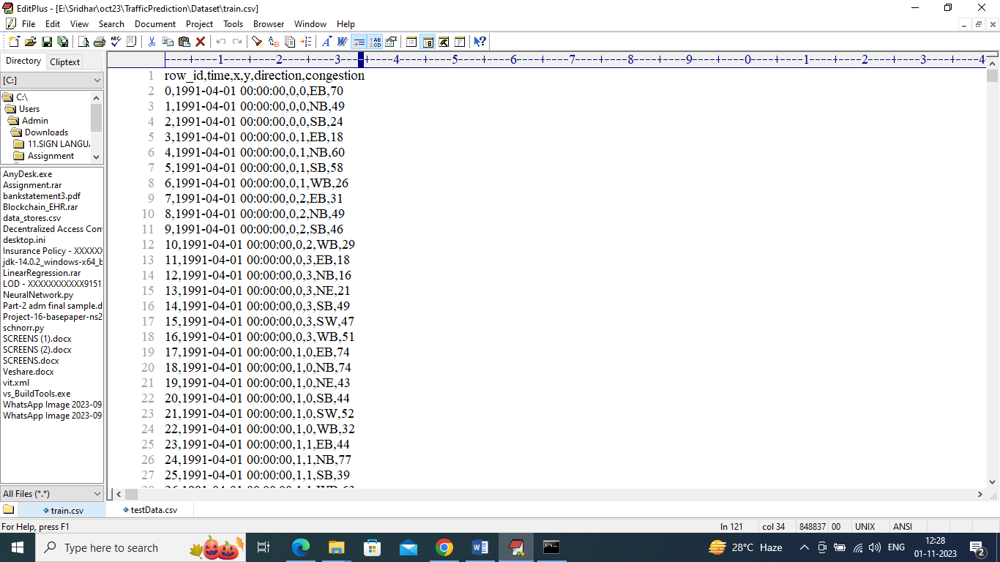 EditPlus - [E:\Sridhar\oct23\TrafficPrediction\Dataset\train.csv]
File Edit View Search Document Project Tools Browser Window Help
Directory Cliptext
[C:]
C:\
Users
Admin
Downloads
11.SIGN LANGU
Assignment
AnyDesk.exe
Assignment.rar
bankstatement3.pdf
Blockchain_EHR.rar
data_stores.csv
Decentralized Access Con
desktop.ini
Insurance Policy - XXXXXX
jdk-14.0.2_windows-x64_b
LinearRegression.rar
LOD - XXXXXXXXXXX9151
NeuralNetwork.py
Part-2 adm final sample.d
Project-16-basepaper-ns2
schnorr.py
SCREENS (1).docx
SCREENS (2).docx
SCREENS.docx
Veshare.docx
vit.xml
vs_BuildTools.exe
WhatsApp Image 2023-09
WhatsApp Image 2023-09
All Files (*.*)
----+----1----+----2----+----3----+----4----+----5----+----6----+----7----+----8----+----9----+----0----+----1----+----2----+----3----+----4
1 row_id,time,x,y,direction,congestion
2 0,1991-04-01 00:00:00,0,0,EB,70
3 1,1991-04-01 00:00:00,0,0,NB,49
4 2,1991-04-01 00:00:00,0,0,SB,24
5 3,1991-04-01 00:00:00,0,1,EB,18
6 4,1991-04-01 00:00:00,0,1,NB,60
7 5,1991-04-01 00:00:00,0,1,SB,58
8 6,1991-04-01 00:00:00,0,1,WB,26
9 7,1991-04-01 00:00:00,0,2,EB,31
10 8,1991-04-01 00:00:00,0,2,NB,49
11 9,1991-04-01 00:00:00,0,2,SB,46
12 10,1991-04-01 00:00:00,0,2,WB,29
13 11,1991-04-01 00:00:00,0,3,EB,18
14 12,1991-04-01 00:00:00,0,3,NB,16
15 13,1991-04-01 00:00:00,0,3,NE,21
16 14,1991-04-01 00:00:00,0,3,SB,49
17 15,1991-04-01 00:00:00,0,3,SW,47
18 16,1991-04-01 00:00:00,0,3,WB,51
19 17,1991-04-01 00:00:00,1,0,EB,74
20 18,1991-04-01 00:00:00,1,0,NB,74
21 19,1991-04-01 00:00:00,1,0,NE,43
22 20,1991-04-01 00:00:00,1,0,SB,44
23 21,1991-04-01 00:00:00,1,0,SW,52
24 22,1991-04-01 00:00:00,1,0,WB,32
25 23,1991-04-01 00:00:00,1,1,EB,44
26 24,1991-04-01 00:00:00,1,1,NB,77
27 25,1991-04-01 00:00:00,1,1,SB,39
train.csv testData.csv
For Help, press F1 ln 121 col 34 848837 00 UNIX ANSI
Type here to search 28°C Haze ENG 12:28
01-11-2023 2